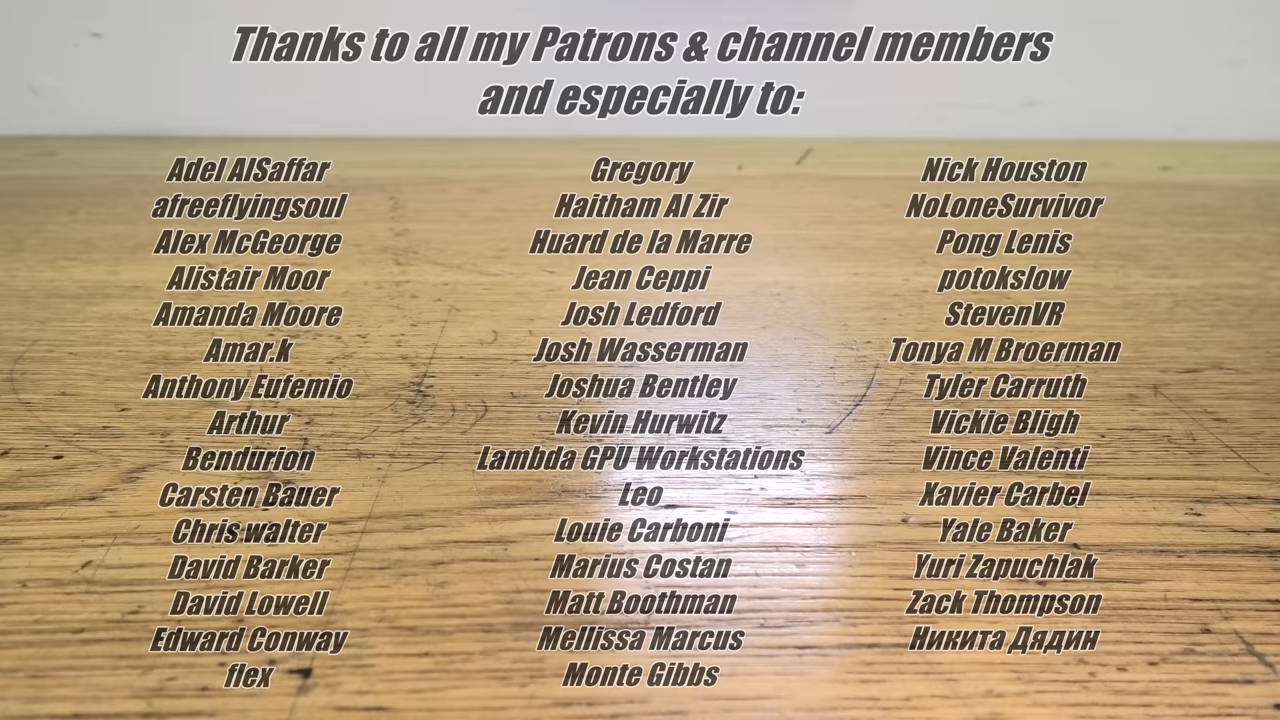 Thanks to all my Patrons & channel members
and especially to:
Adel AlSaffar
afreeflyingsoul
Alex McGeorge
Alistair Moor
Amanda Moore
Amar.k
Anthony Eufemio
Arthur
Bendurion
Carsten Bauer
Chris walter
David Barker
David Lowell
Edward Conway
flex
Gregory
Haitham Al Zir
Huard de la Marre
Jean Ceppi
Josh Ledford
Josh Wasserman
Joshua Bentley
Kevin Hurwitz
Lambda GPU Workstations
Leo
Louie Carboni
Marius Costan
Matt Boothman
Mellissa Marcus
Monte Gibbs
Nick Houston
NoLoneSurvivor
Pong Lenis
potokslow
StevenVR
Tonya M Broerman
Tyler Carruth
Vickie Bligh
Vince Valenti
Xavier Carbel
Yale Baker
Yuri Zapuchlak
Zack Thompson
Никита Дядин